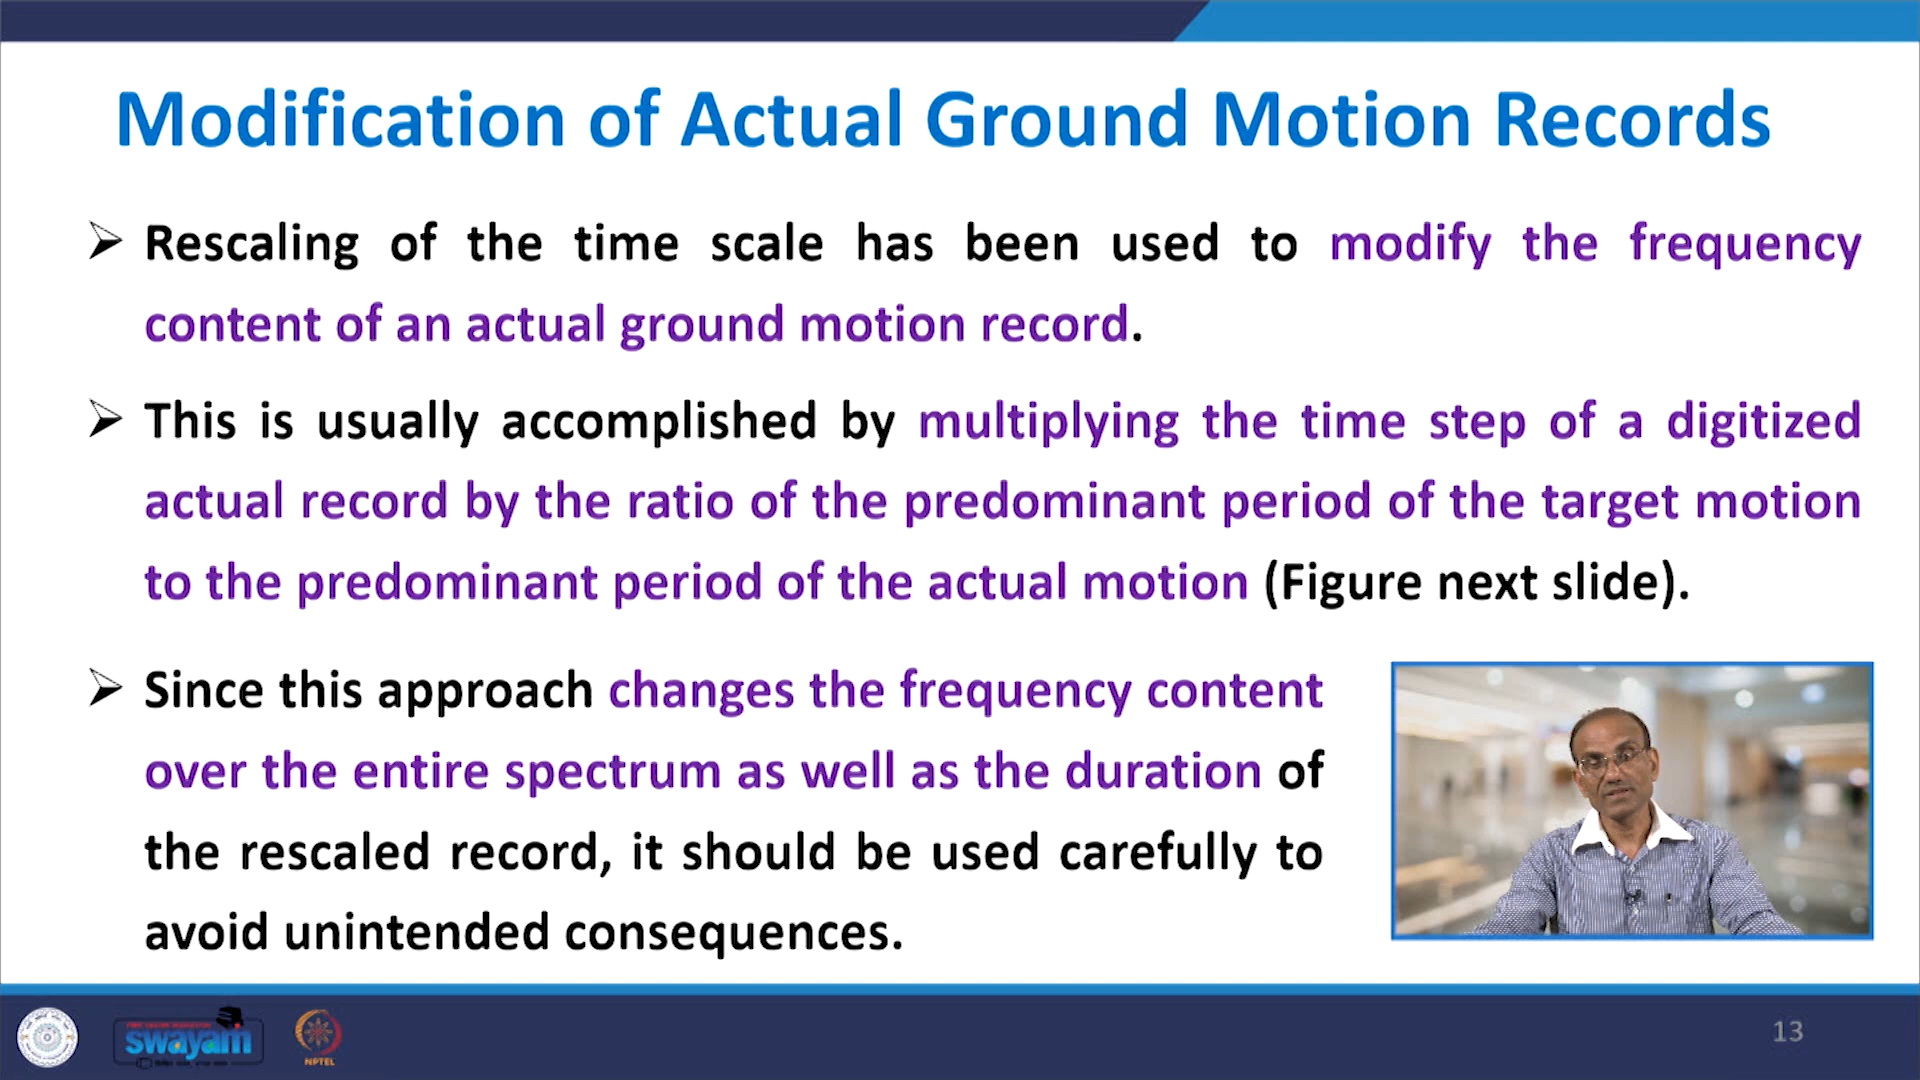 Modification of Actual Ground Motion Records
Rescaling of the time scale has been used to modify the frequency
content of an actual ground motion record.
This is usually accomplished by multiplying the time step of a digitized
actual record by the ratio of the predominant period of the target motion
to the predominant period of the actual motion (Figure next slide).
Since this approach changes the frequency content
over the entire spectrum as well as the duration of
the rescaled record, it should be used carefully to
avoid unintended consequences.
swayam
NPTEL
13